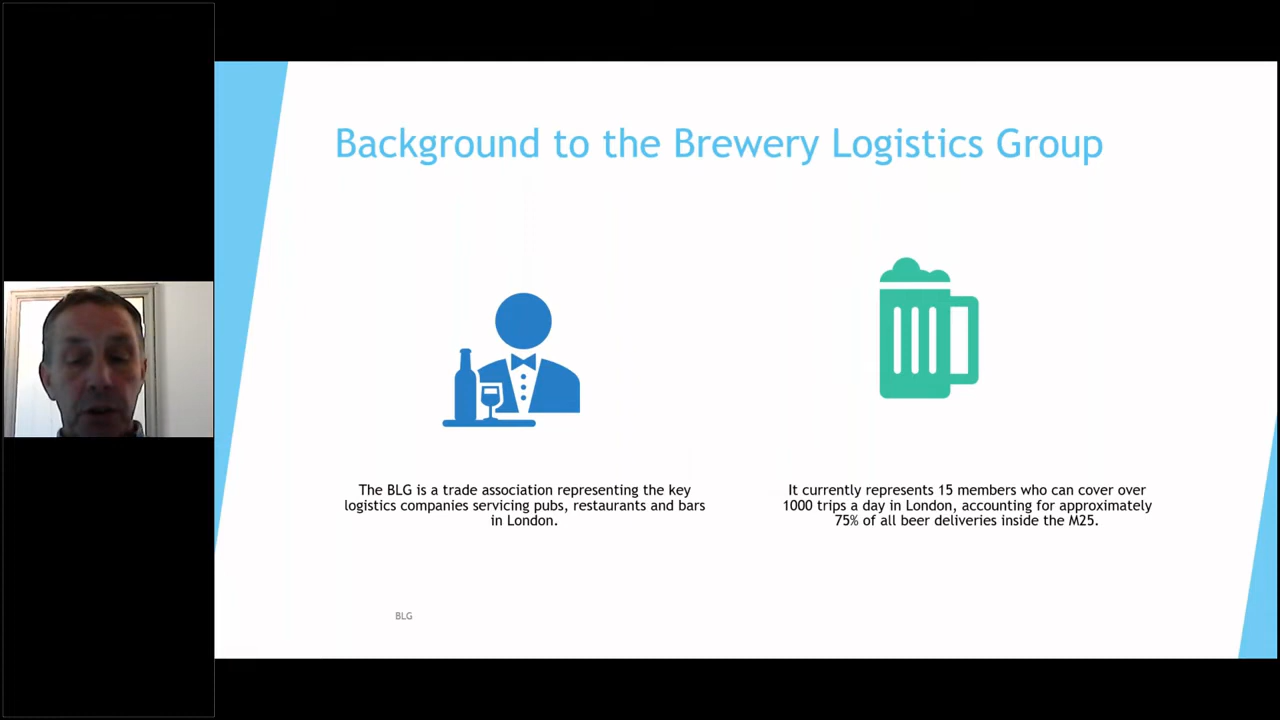 Background to the Brewery Logistics Group
The BLG is a trade association representing the key
logistics companies servicing pubs, restaurants and bars
in London.
It currently represents 15 members who can cover over
1000 trips a day in London, accounting for approximately
75% of all beer deliveries inside the M25.
BLG